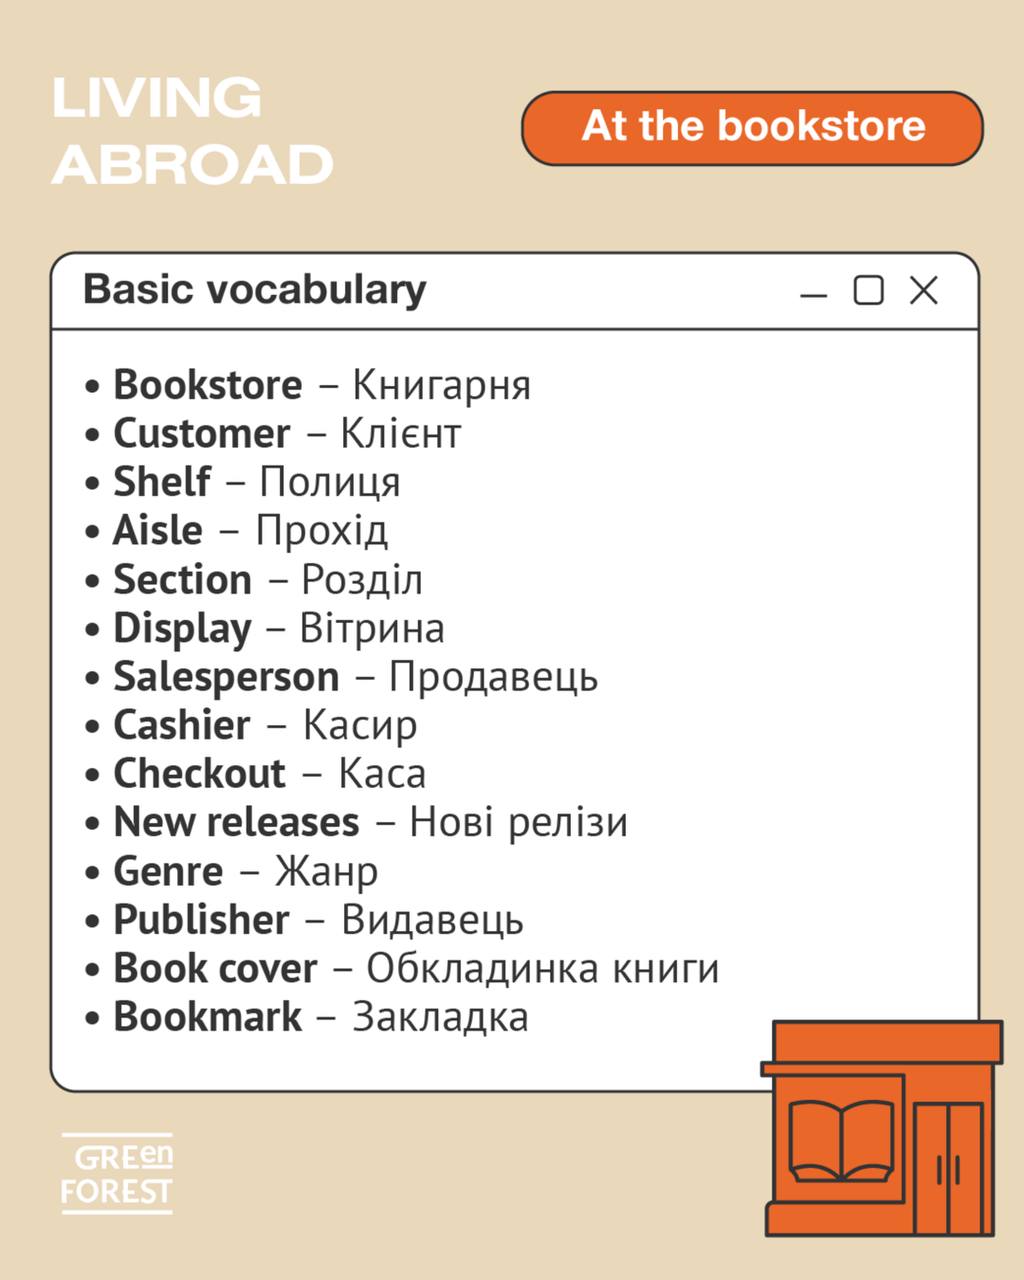 LIVING
ABROAD
At the bookstore
Basic vocabulary
• Bookstore – Книгарня
• Customer – Клієнт
• Shelf – Полиця
• Aisle – Прохід
• Section – Розділ
• Display – Вітрина
• Salesperson – Продавець
• Cashier – Касир
• Checkout – Каса
• New releases – Нові релізи
• Genre – Жанр
• Publisher – Видавець
• Book cover – Обкладинка книги
• Bookmark – Закладка
GREen
FOREST